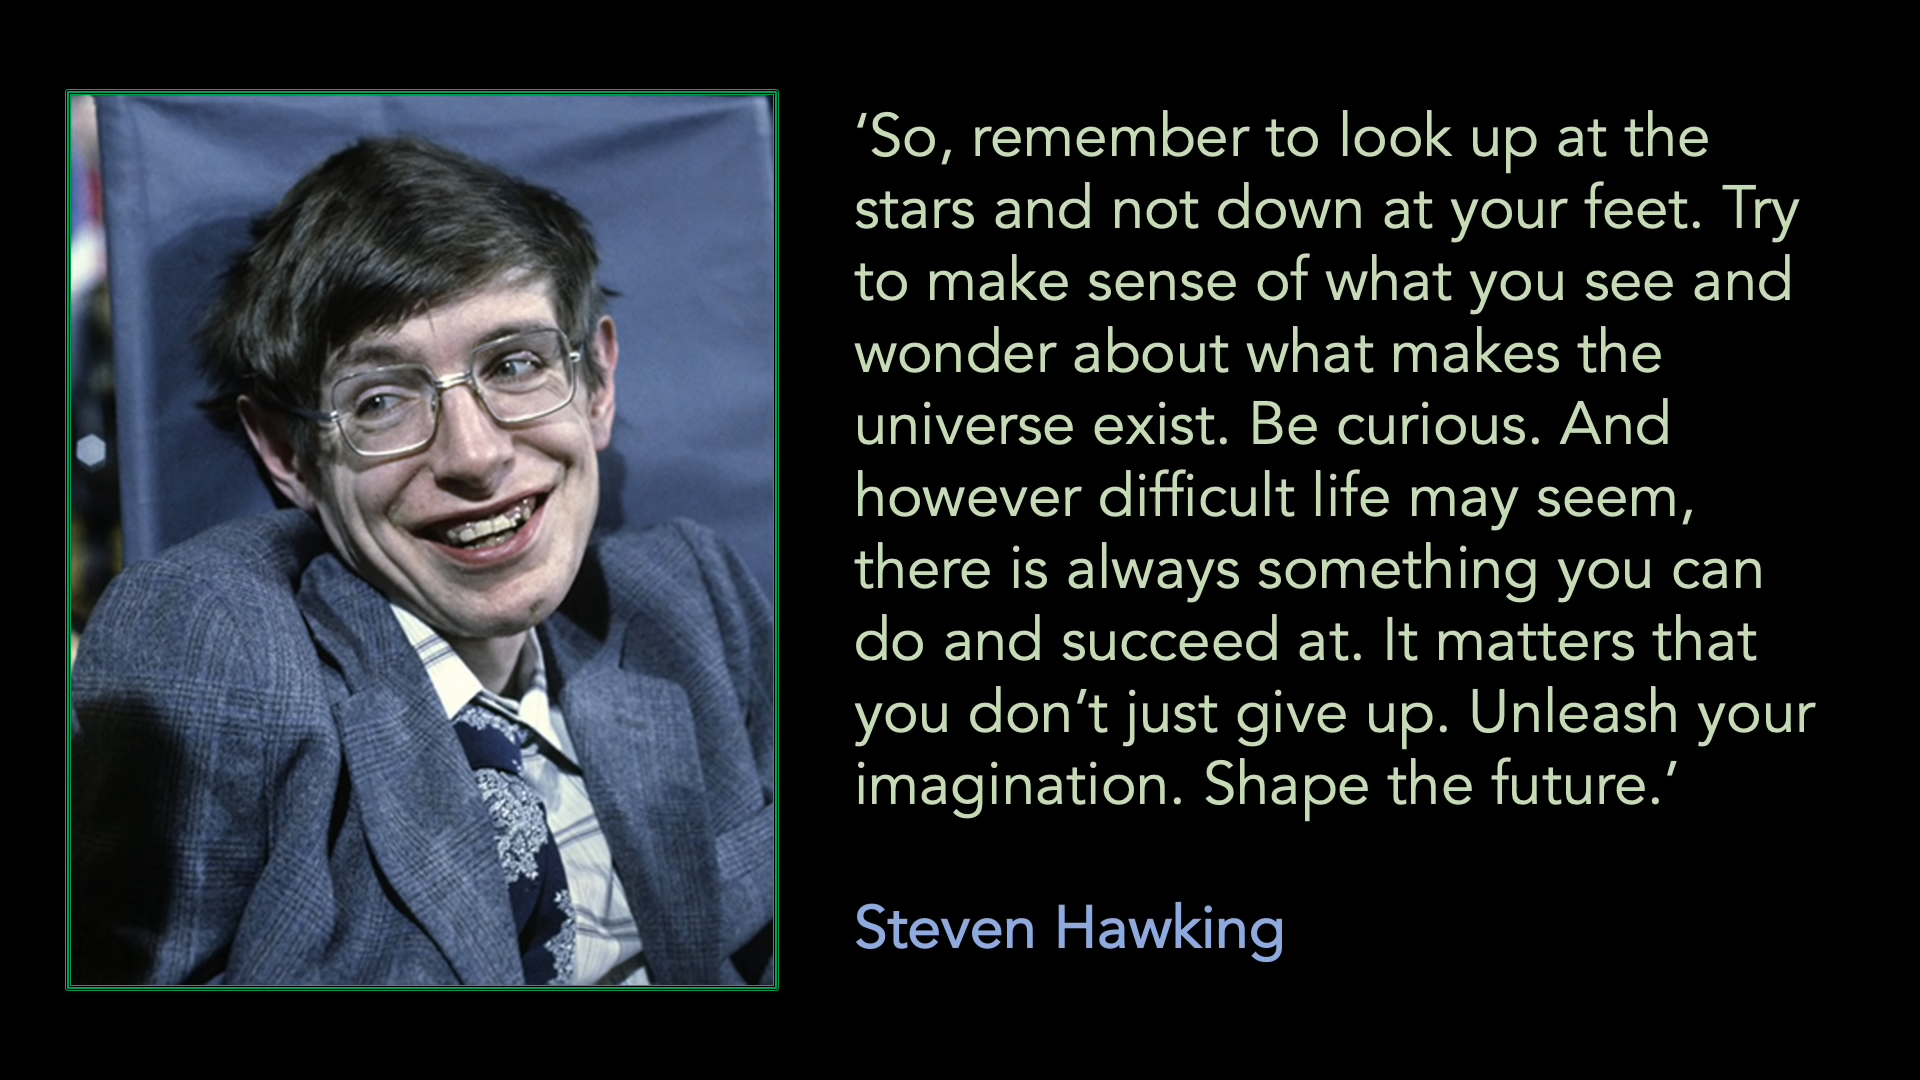 ‘So, remember to look up at the
stars and not down at your feet. Try
to make sense of what you see and
wonder about what makes the
universe exist. Be curious. And
however difficult life may seem,
there is always something you can
do and succeed at. It matters that
you don’t just give up. Unleash your
imagination. Shape the future.’
Steven Hawking